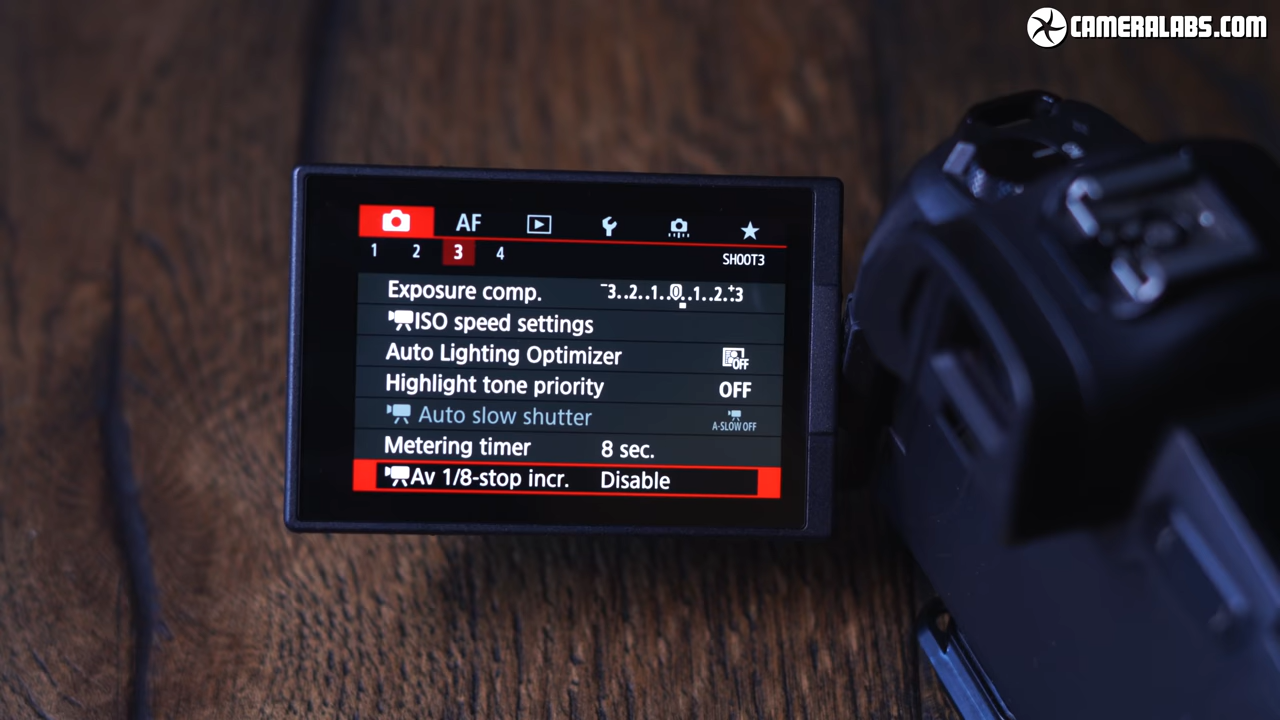 CAMERALABS.COM
AF
1 2 3 4 SHOOT3
Exposure comp. -3..2..1..0..1..2.+3
ISO speed settings
Auto Lighting Optimizer OFF
Highlight tone priority OFF
Auto slow shutter A-SLOW OFF
Metering timer 8 sec.
Av 1/8-stop incr. Disable